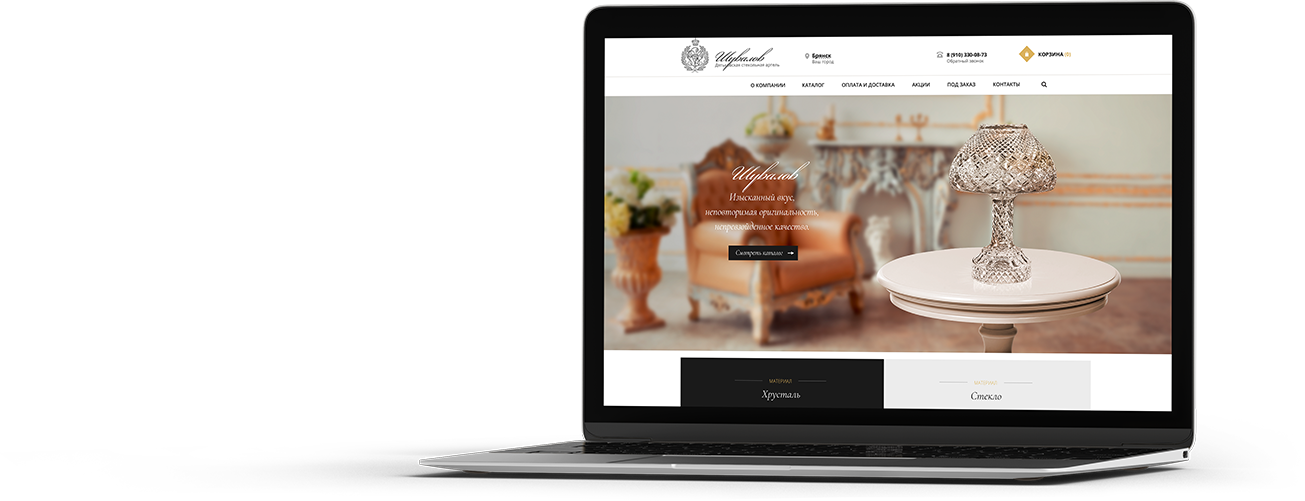 Шувалов
Дятьковская стекольная артель
Брянск
Ваш город
8 (910) 330-08-73
Обратный звонок
КОРЗИНА (0)
О КОМПАНИИ КАТАЛОГ ОПЛАТА И ДОСТАВКА АКЦИИ ПОД ЗАКАЗ КОНТАКТЫ
Шувалов
Изысканный вкус,
неповторимая оригинальность,
непревзойденное качество.
Смотреть каталог
МАТЕРИАЛ
Хрусталь
МАТЕРИАЛ
Стекло